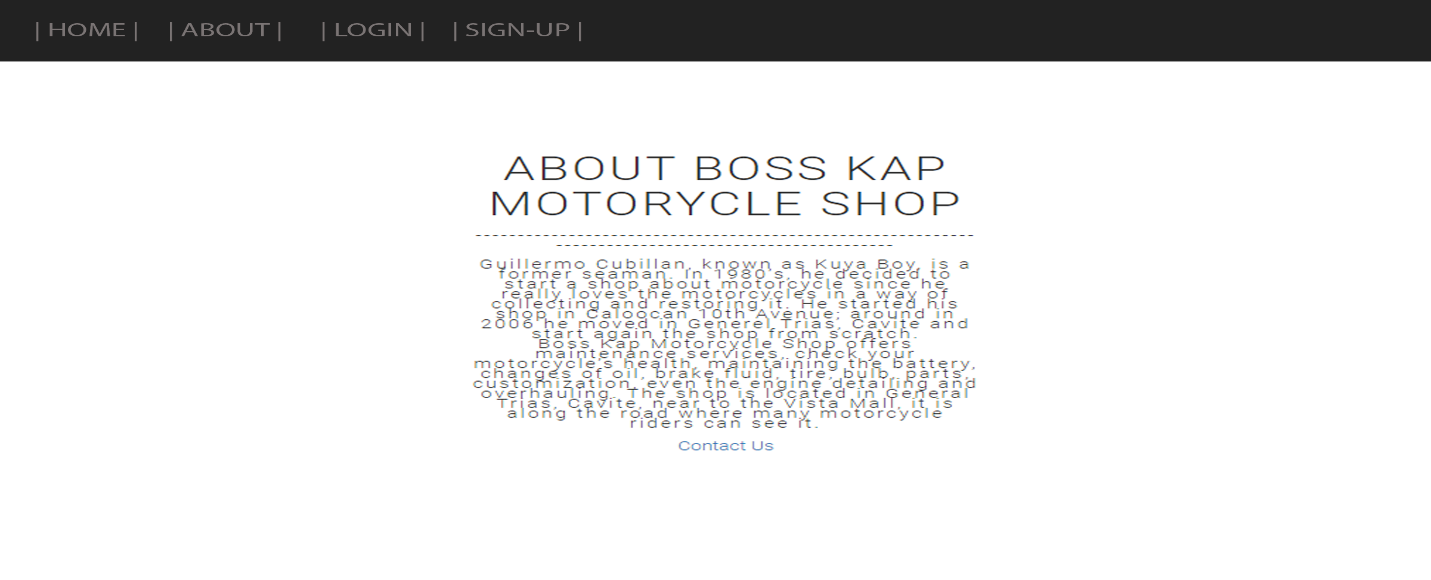 | HOME | | ABOUT | | LOGIN | | SIGN-UP |
ABOUT BOSS KAP
MOTORYCLE SHOP
------------------------------------------------------------
----------------------------------------
Guillermo Cubillan, known as Kuya Boy, is a
former seaman. In 1980's, he decided to
start a shop about motorcycle since he
really loves the motorcycles in a way of
collecting and restoring it. He started his
shop in Caloocan 10th Avenue; around in
2006 he moved in Generel Trias, Cavite and
start again the shop from scratch.
Boss Kap Motorcycle Shop offers
maintenance services, check your
motorcycle's health, maintaining the battery,
changes of oil, brake fluid, tire, bulb, parts,
customization, even the engine detailing and
overhauling. The shop is located in General
Trias, Cavite, near to the Vista Mall, it is
along the road where many motorcycle
riders can see it.
Contact Us